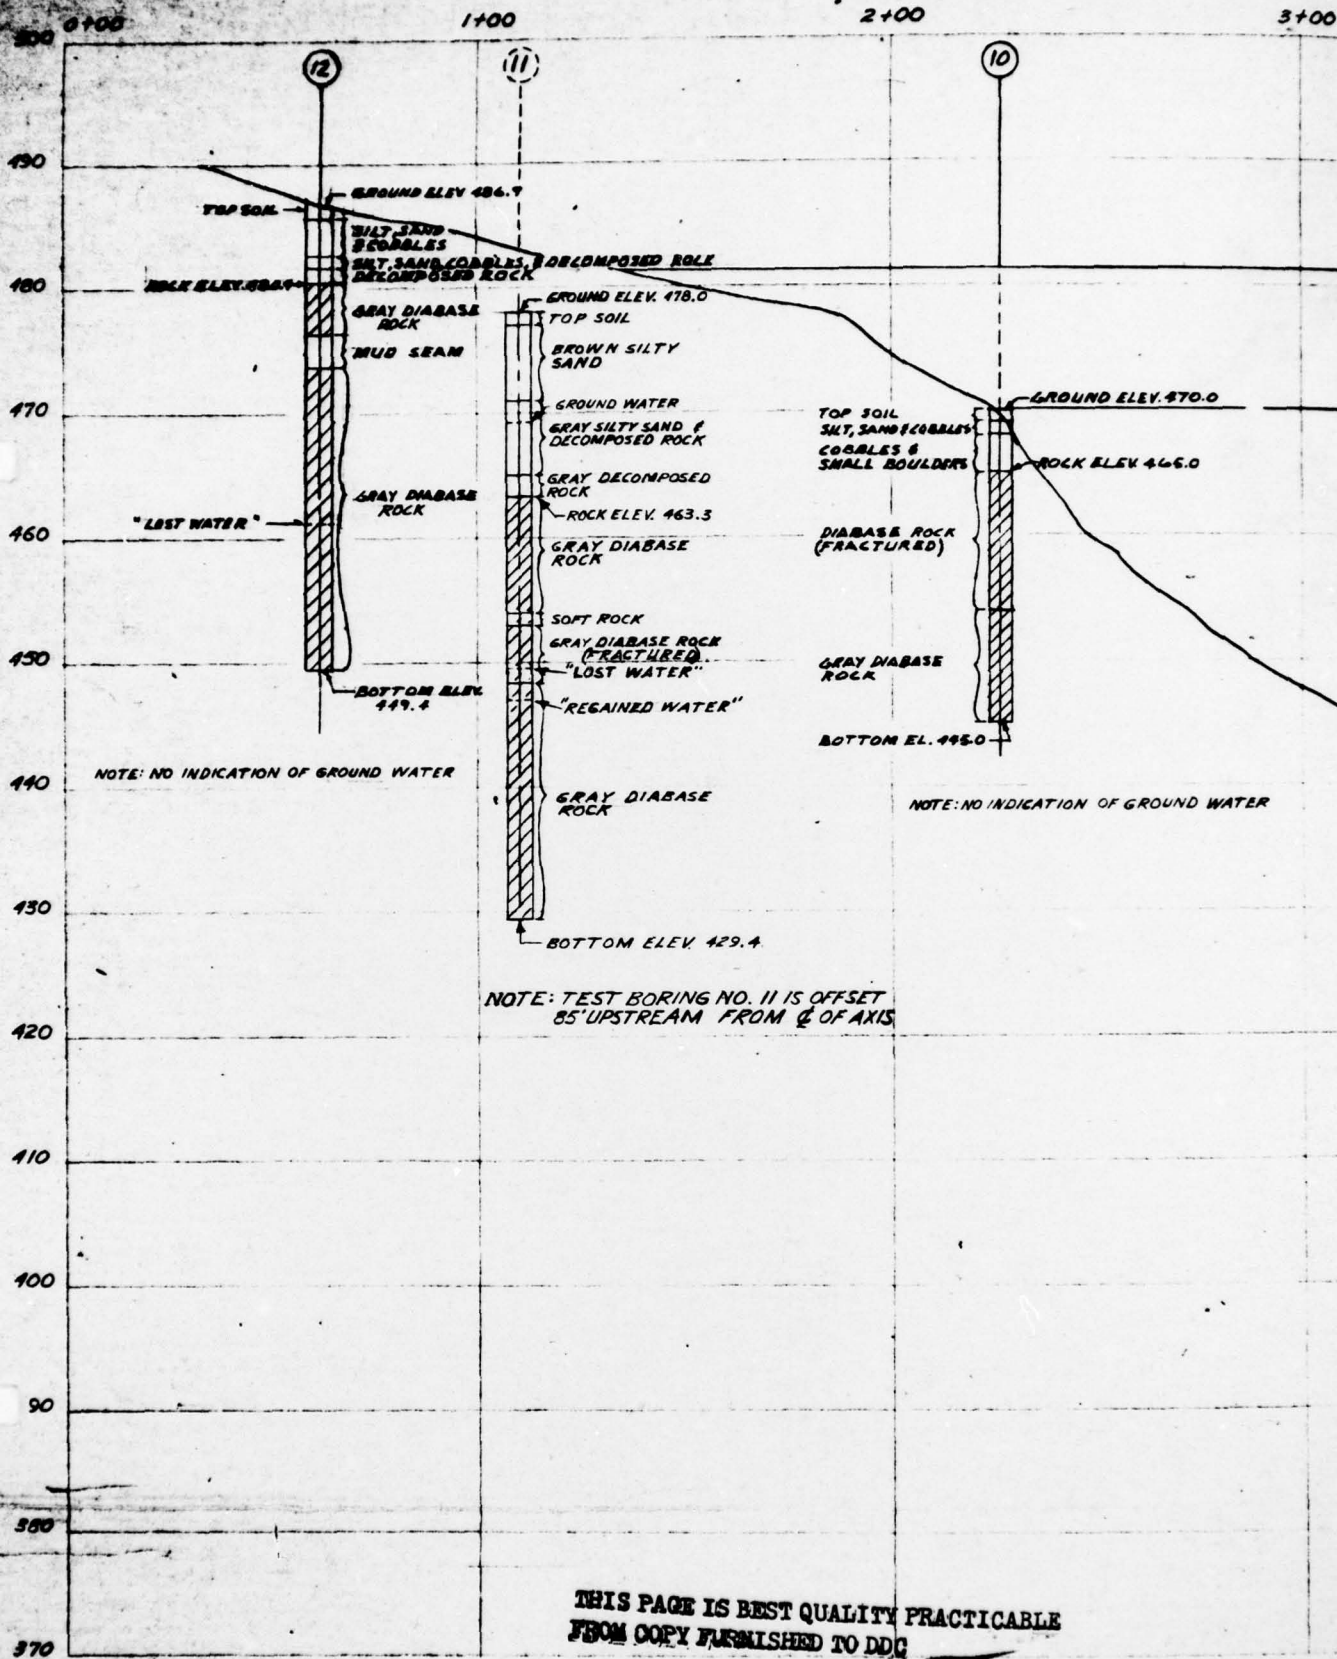 0+00 1+00 2+00 3+00
500
12 11 10
490
GROUND ELEV 486.9
TOP SOIL
SILT, SAND
& COBBLES
SILT, SAND, COBBLES, & DECOMPOSED ROCK
DECOMPOSED ROCK
ROCK ELEV.
480
GRAY DIABASE
ROCK
MUD SEAM
GRAY DIABASE
ROCK
"LOST WATER"
BOTTOM ELEV.
449.4
NOTE: NO INDICATION OF GROUND WATER
GROUND ELEV. 478.0
TOP SOIL
BROWN SILTY
SAND
GROUND WATER
GRAY SILTY SAND &
DECOMPOSED ROCK
GRAY DECOMPOSED
ROCK
ROCK ELEV. 463.3
GRAY DIABASE
ROCK
SOFT ROCK
GRAY DIABASE ROCK
(FRACTURED)
"LOST WATER"
"REGAINED WATER"
GRAY DIABASE
ROCK
BOTTOM ELEV. 429.4
NOTE: TEST BORING NO. 11 IS OFFSET
85' UPSTREAM FROM ℄ OF AXIS
GROUND ELEV. 470.0
TOP SOIL
SILT, SAND & COBBLES
COBBLES &
SMALL BOULDERS
ROCK ELEV. 465.0
DIABASE ROCK
(FRACTURED)
GRAY DIABASE
ROCK
BOTTOM EL. 445.0
NOTE: NO INDICATION OF GROUND WATER
470
460
450
440
430
420
410
400
90
380
370
THIS PAGE IS BEST QUALITY PRACTICABLE
FROM COPY FURNISHED TO DDC